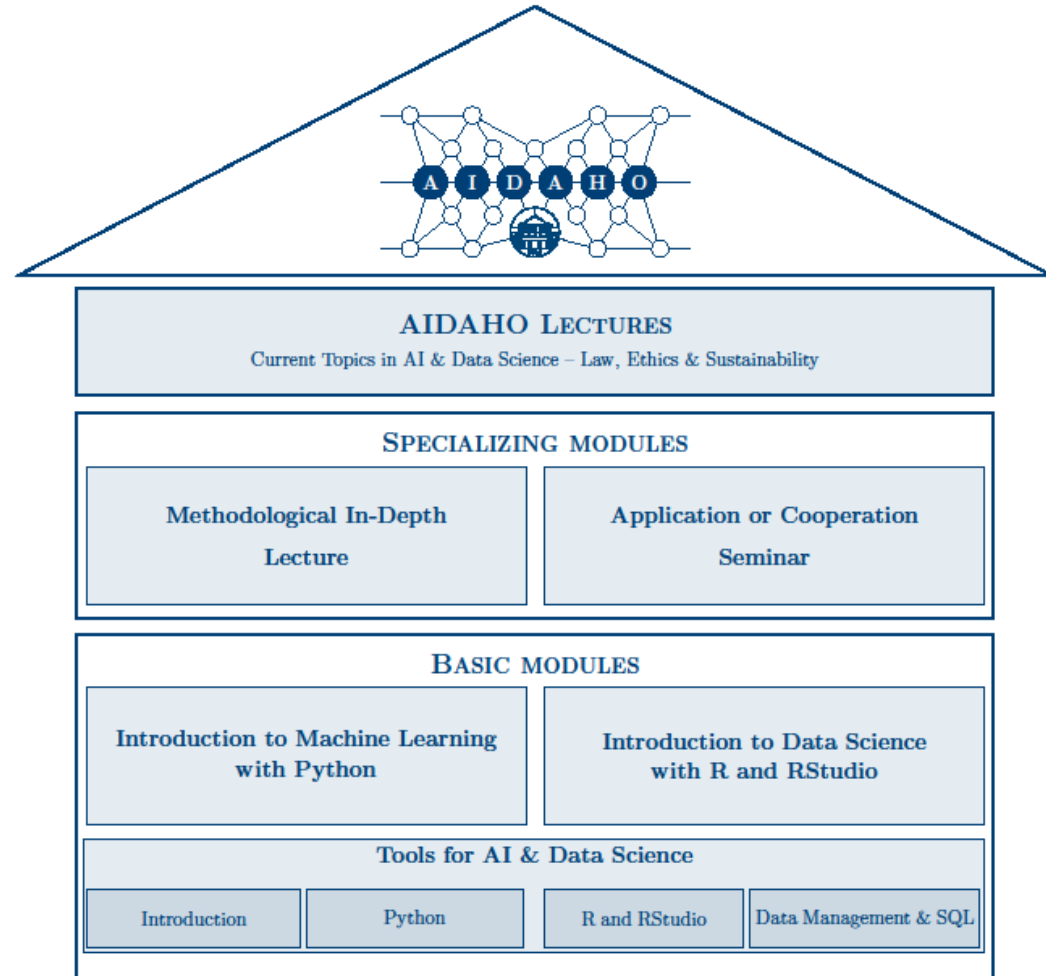 A I D A H O
AIDAHO Lectures
Current Topics in AI & Data Science – Law, Ethics & Sustainability
Specializing modules
Methodological In-Depth
Lecture
Application or Cooperation
Seminar
Basic modules
Introduction to Machine Learning
with Python
Introduction to Data Science
with R and RStudio
Tools for AI & Data Science
Introduction
Python
R and RStudio
Data Management & SQL